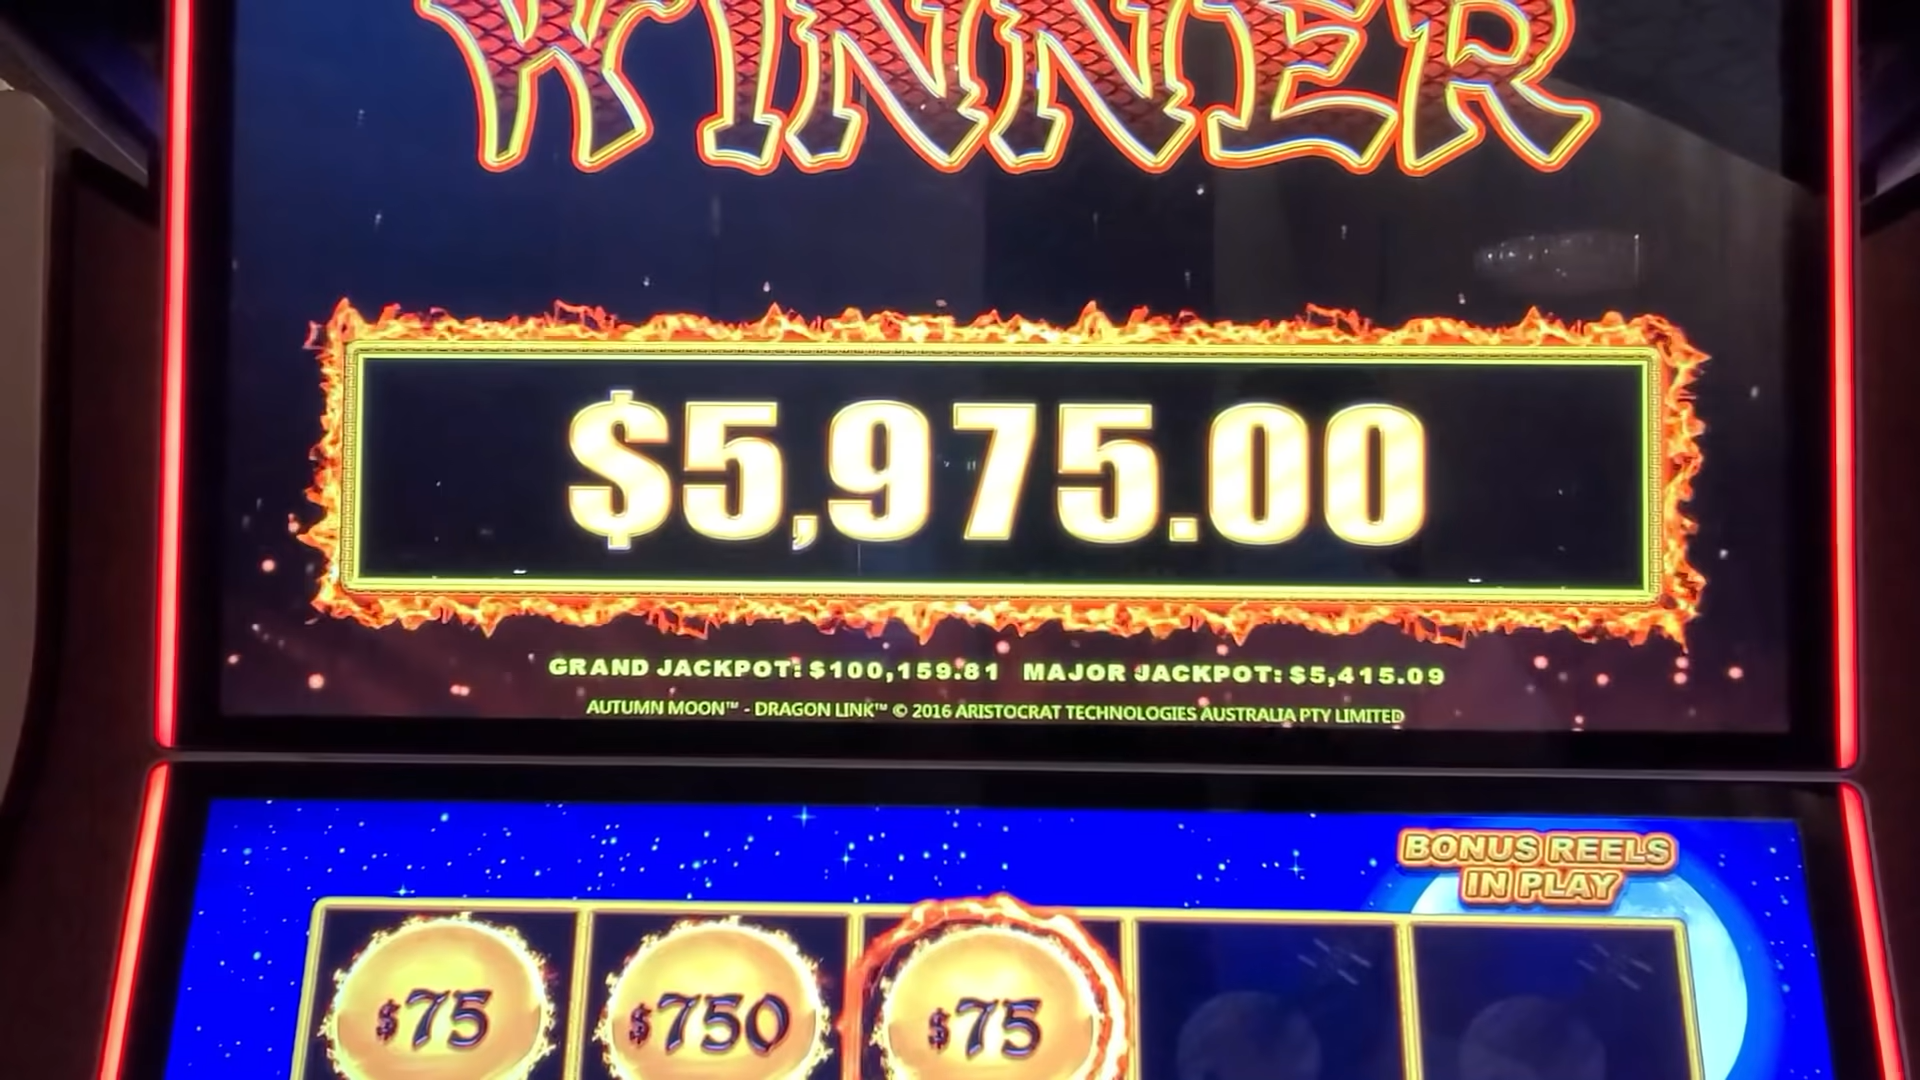 WINNER
$5,975.00
GRAND JACKPOT: $100,159.61 MAJOR JACKPOT: $5,415.09
AUTUMN MOON™ - DRAGON LINK™ © 2016 ARISTOCRAT TECHNOLOGIES AUSTRALIA PTY LIMITED
BONUS REELS
IN PLAY
$75 $750 $75